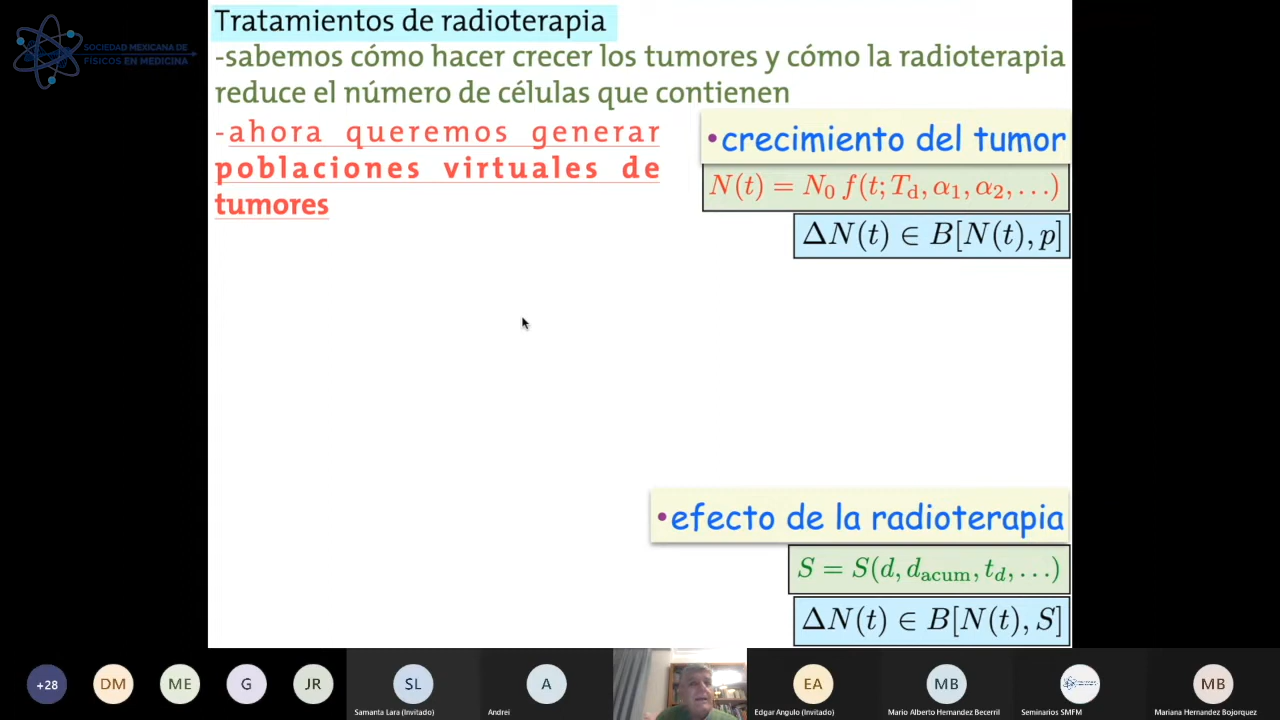 Tratamientos de radioterapia
SOCIEDAD MEXICANA DE
FÍSICOS EN MEDICINA
-sabemos cómo hacer crecer los tumores y cómo la radioterapia
reduce el número de células que contienen
-ahora queremos generar
poblaciones virtuales de
tumores
•crecimiento del tumor
N(t) = N₀ f(t; T_d, α₁, α₂, . . .)
ΔN(t) ∈ B[N(t), p]
•efecto de la radioterapia
S = S(d, d_acum, t_d, . . .)
ΔN(t) ∈ B[N(t), S]
+28
DM
ME
G
JR
SL
Samanta Lara (Invitado)
A
Andrei
EA
Edgar Angulo (Invitado)
MB
Mario Alberto Hernandez Becerril
Seminarios SMFM
MB
Mariana Hernandez Bojorquez